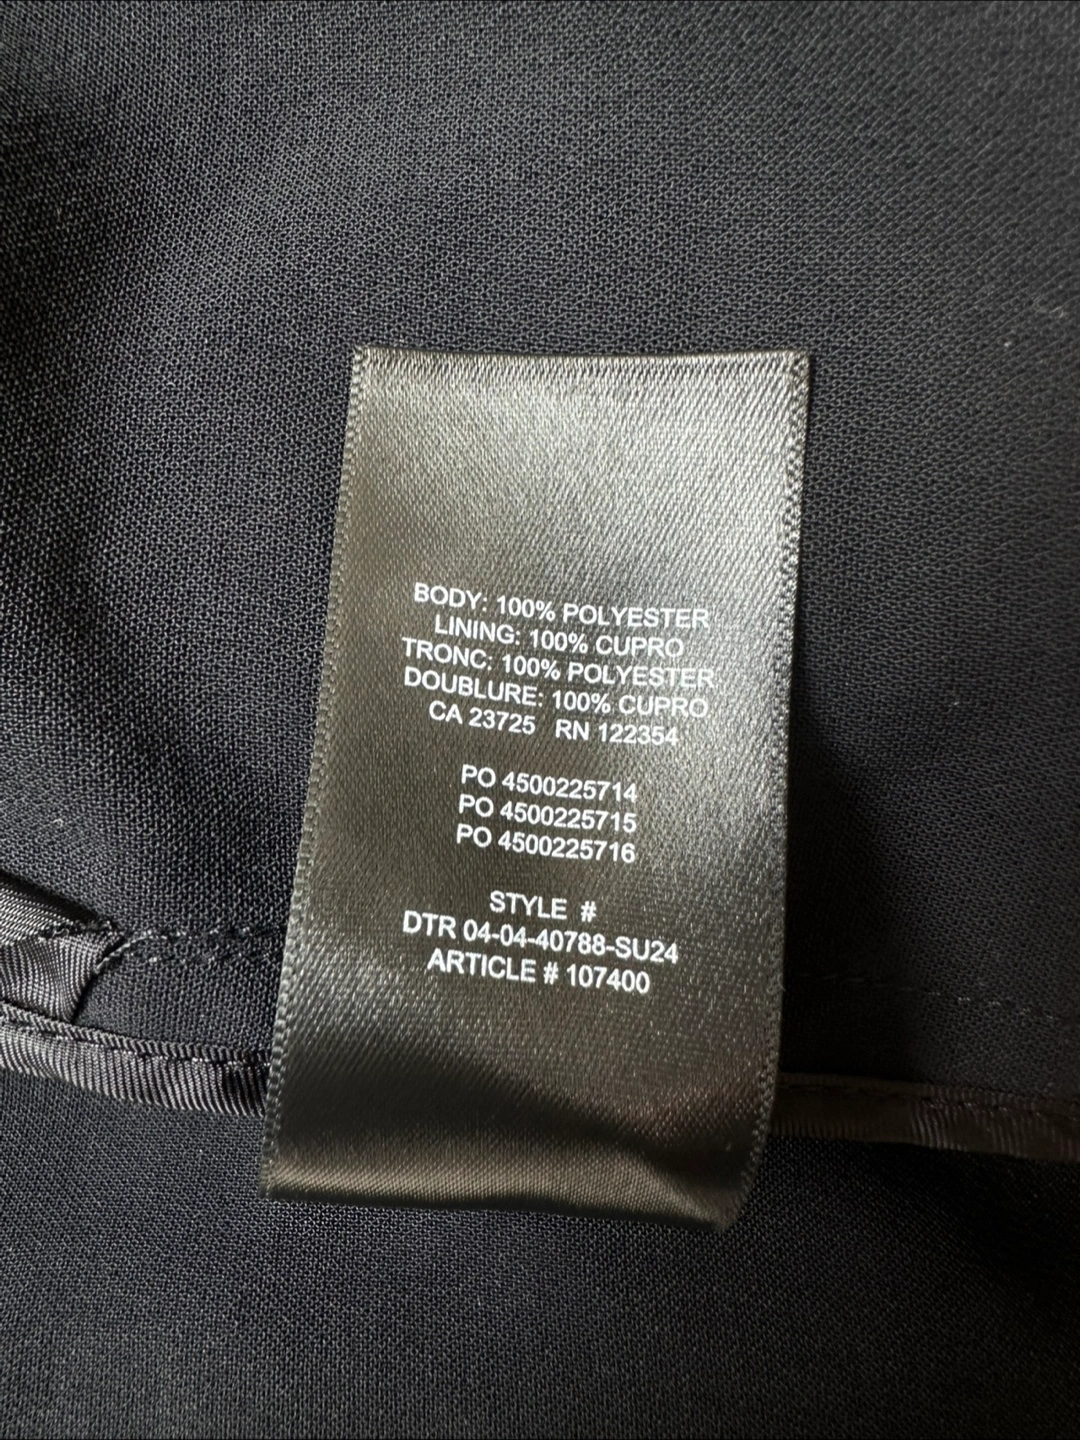 BODY: 100% POLYESTER
LINING: 100% CUPRO
TRONC: 100% POLYESTER
DOUBLURE: 100% CUPRO
CA 23725 RN 122354
PO 4500225714
PO 4500225715
PO 4500225716
STYLE #
DTR 04-04-40788-SU24
ARTICLE # 107400